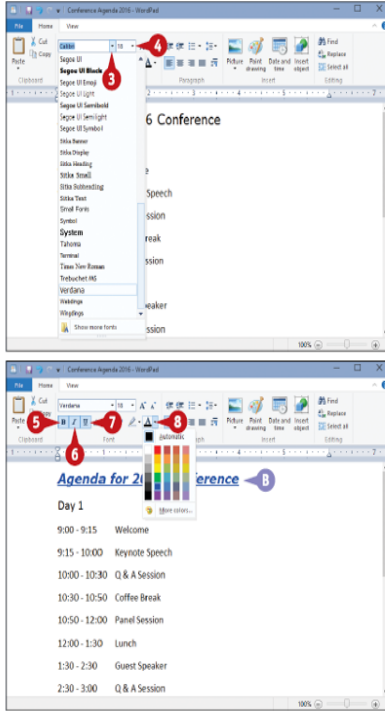 Conference Agenda 2016 - WordPad
File Home View
Cut
Copy
Paste
Calibri 18
4
3
Picture
Paint drawing
Date and time
Insert object
Find
Replace
Select all
Clipboard Paragraph Insert Editing
Segoe UI
Segoe UI Black
Segoe UI Emoji
Segoe UI Light
Segoe UI Semibold
Segoe UI Semilight
Segoe UI Symbol
Sitka Banner
Sitka Display
Sitka Heading
Sitka Small
Sitka Subheading
Sitka Text
Small Fonts
Symbol
System
Tahoma
Terminal
Times New Roman
Trebuchet MS
Verdana
Webdings
Wingdings
Show more fonts
6 Conference
e
Speech
ssion
reak
ssion
peaker
ssion
100%
Conference Agenda 2016 - WordPad
File Home View
Cut
Copy
Paste
Verdana 18
5
6
7
8
Picture
Paint drawing
Date and time
Insert object
Find
Replace
Select all
Clipboard Font Insert Editing
Automatic
More colors...
Agenda for 20 erence
B
Day 1
9:00 - 9:15 Welcome
9:15 - 10:00 Keynote Speech
10:00 - 10:30 Q & A Session
10:30 - 10:50 Coffee Break
10:50 - 12:00 Panel Session
12:00 - 1:30 Lunch
1:30 - 2:30 Guest Speaker
2:30 - 3:00 Q & A Session
100%